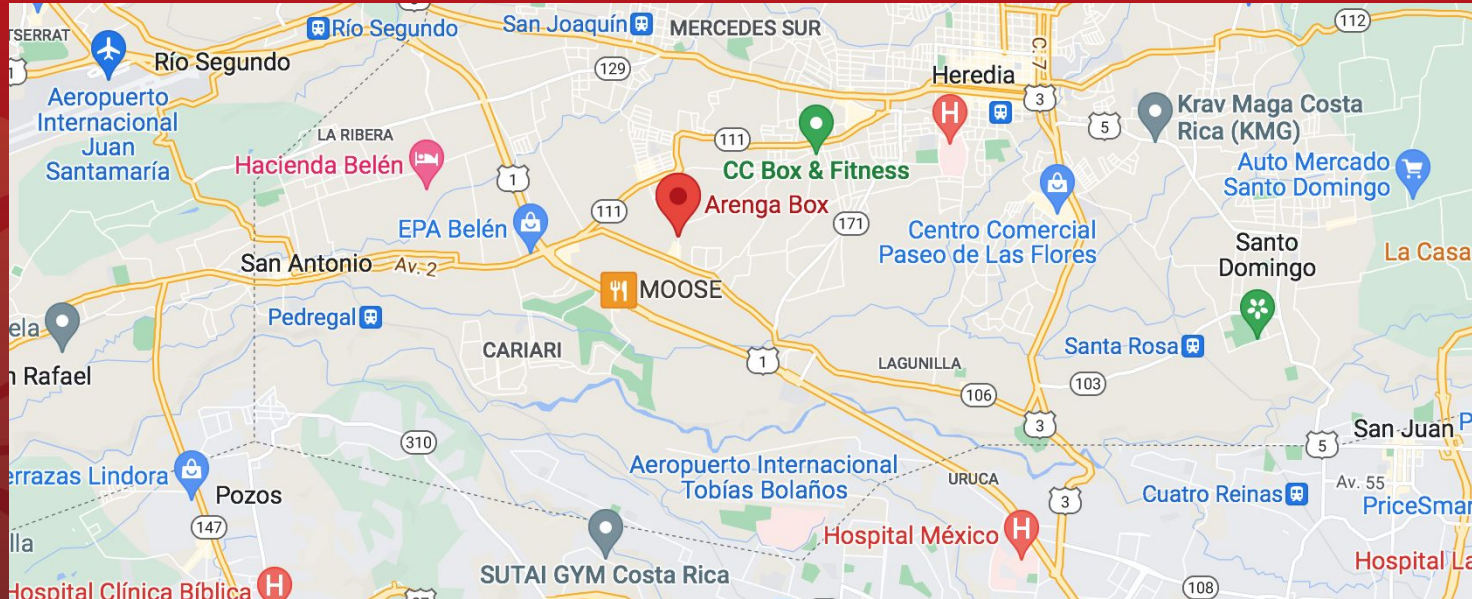 TSERRAT
Río Segundo
San Joaquín
MERCEDES SUR
112
1
Río Segundo
129
Heredia
C. 7
Aeropuerto
Internacional
Juan
Santamaría
LA RIBERA
Hacienda Belén
1
111
CC Box & Fitness
H
3
5
Krav Maga Costa
Rica (KMG)
Auto Mercado
Santo Domingo
EPA Belén
111
Arenga Box
171
Centro Comercial
Paseo de Las Flores
Santo
Domingo
La Casa
San Antonio
Av. 2
MOOSE
ela
Pedregal
CARIARI
1
LAGUNILLA
Santa Rosa
n Rafael
106
103
3
San Juan
P
310
5
errazas Lindora
Pozos
Aeropuerto Internacional
Tobías Bolaños
URUCA
3
Cuatro Reinas
Av. 55
PriceSmar
147
lla
Hospital México
H
SUTAI GYM Costa Rica
Hospital La
Hospital Clínica Bíblica
H
108